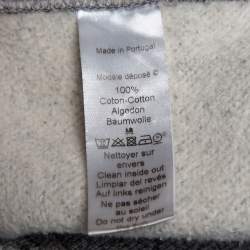 Made in Portugal
Modèle déposé ©
100%
Coton-Cotton
Algodon
Baumwolle
Nettoyer sur
envers
Clean inside out
Limpiar del revés
Auf links reinigen
Ne pas sécher
au soleil
Do not dry under